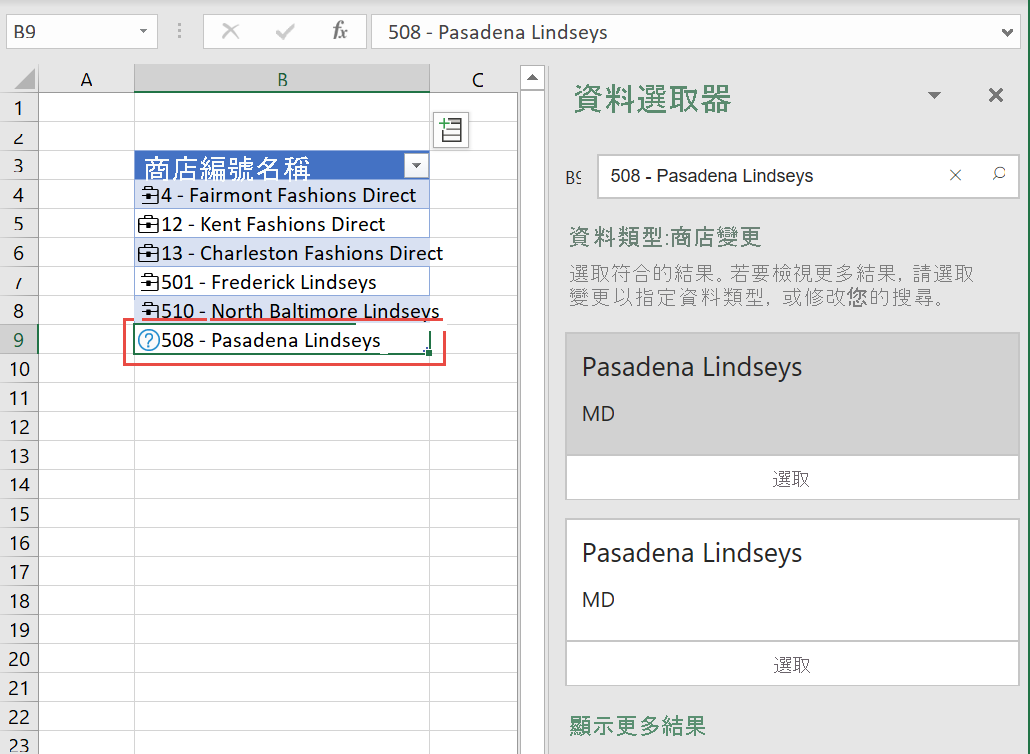 B9
fx
508 - Pasadena Lindseys
A
B
C
1
2
3
商店編號名稱
4
4 - Fairmont Fashions Direct
5
12 - Kent Fashions Direct
6
13 - Charleston Fashions Direct
7
501 - Frederick Lindseys
8
510 - North Baltimore Lindseys
9
?
508 - Pasadena Lindseys
10
11
12
13
14
15
16
17
18
19
20
21
22
23
資料選取器
B9
508 - Pasadena Lindseys
資料類型:商店變更
選取符合的結果。若要檢視更多結果, 請選取
變更以指定資料類型, 或修改您的搜尋。
Pasadena Lindseys
MD
選取
Pasadena Lindseys
MD
選取
顯示更多結果